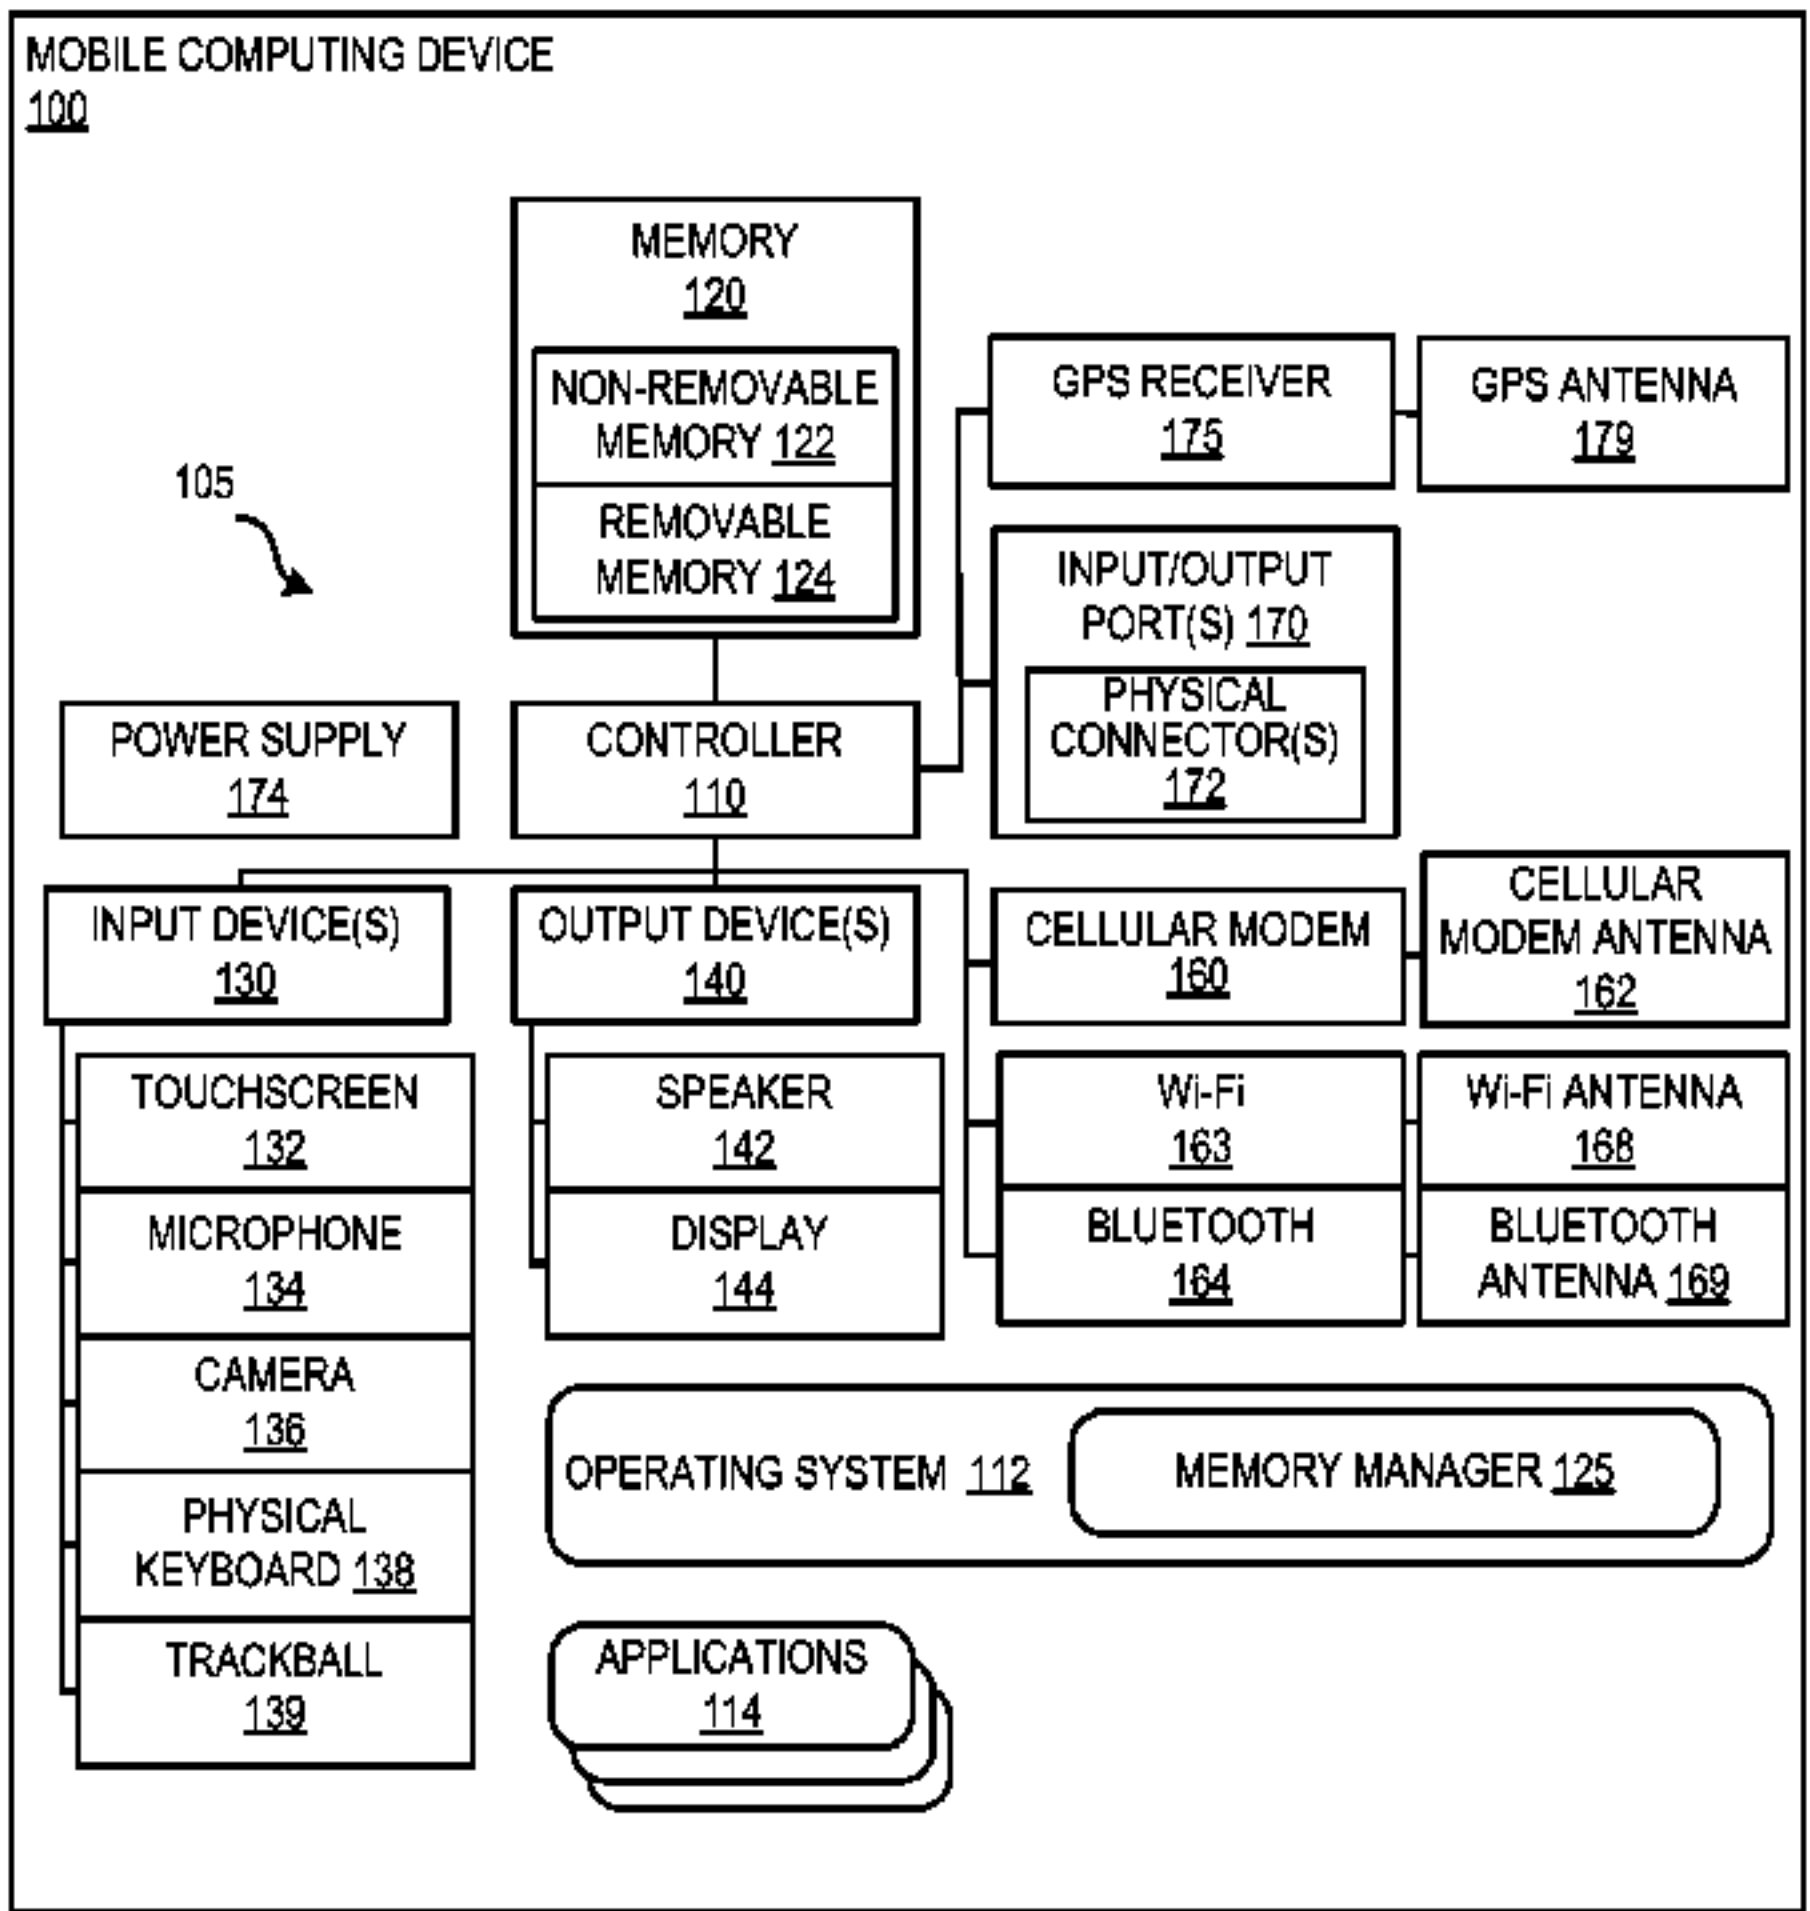 MOBILE COMPUTING DEVICE
100
MEMORY
120
NON-REMOVABLE
MEMORY 122
REMOVABLE
MEMORY 124
105
GPS RECEIVER
175
GPS ANTENNA
179
INPUT/OUTPUT
PORT(S) 170
PHYSICAL
CONNECTOR(S)
172
POWER SUPPLY
174
CONTROLLER
110
INPUT DEVICE(S)
130
OUTPUT DEVICE(S)
140
CELLULAR MODEM
160
CELLULAR
MODEM ANTENNA
162
TOUCHSCREEN
132
MICROPHONE
134
CAMERA
136
PHYSICAL
KEYBOARD 138
TRACKBALL
139
SPEAKER
142
DISPLAY
144
Wi-Fi
163
Wi-Fi ANTENNA
168
BLUETOOTH
164
BLUETOOTH
ANTENNA 169
OPERATING SYSTEM 112
MEMORY MANAGER 125
APPLICATIONS
114